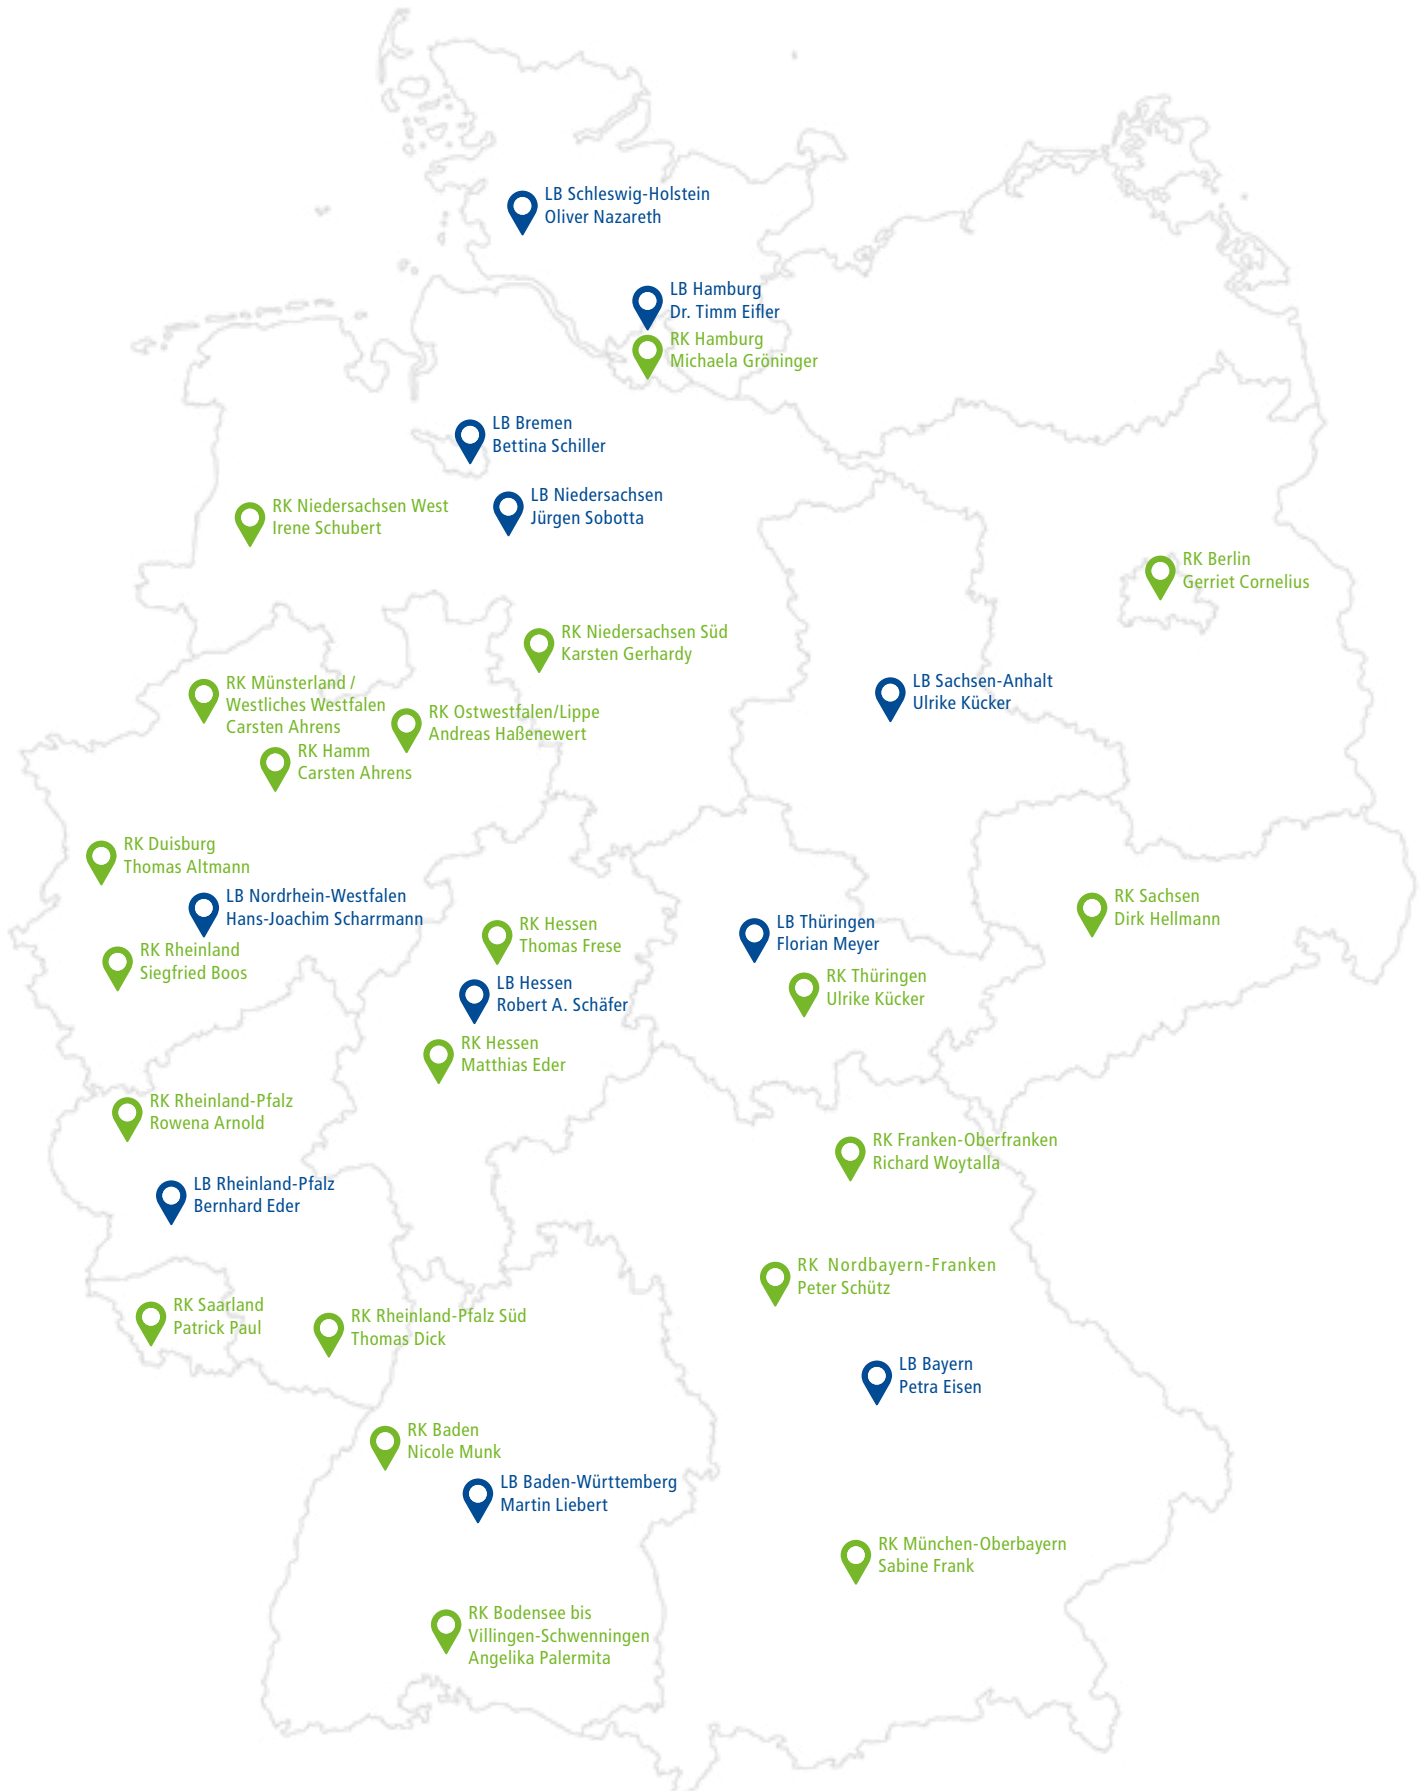 LB Schleswig-Holstein
Oliver Nazareth
LB Hamburg
Dr. Timm Eifler
RK Hamburg
Michaela Gröninger
LB Bremen
Bettina Schiller
LB Niedersachsen
Jürgen Sobotta
RK Niedersachsen West
Irene Schubert
RK Berlin
Gerriet Cornelius
RK Niedersachsen Süd
Karsten Gerhardy
RK Münsterland /
Westliches Westfalen
Carsten Ahrens
LB Sachsen-Anhalt
Ulrike Kücker
RK Ostwestfalen/Lippe
Andreas Haßenewert
RK Hamm
Carsten Ahrens
RK Duisburg
Thomas Altmann
LB Nordrhein-Westfalen
Hans-Joachim Scharrmann
RK Sachsen
Dirk Hellmann
RK Hessen
Thomas Frese
LB Thüringen
Florian Meyer
RK Rheinland
Siegfried Boos
RK Thüringen
Ulrike Kücker
LB Hessen
Robert A. Schäfer
RK Hessen
Matthias Eder
RK Rheinland-Pfalz
Rowena Arnold
RK Franken-Oberfranken
Richard Woytalla
LB Rheinland-Pfalz
Bernhard Eder
RK Nordbayern-Franken
Peter Schütz
RK Saarland
Patrick Paul
RK Rheinland-Pfalz Süd
Thomas Dick
LB Bayern
Petra Eisen
RK Baden
Nicole Munk
LB Baden-Württemberg
Martin Liebert
RK München-Oberbayern
Sabine Frank
RK Bodensee bis
Villingen-Schwenningen
Angelika Palermita